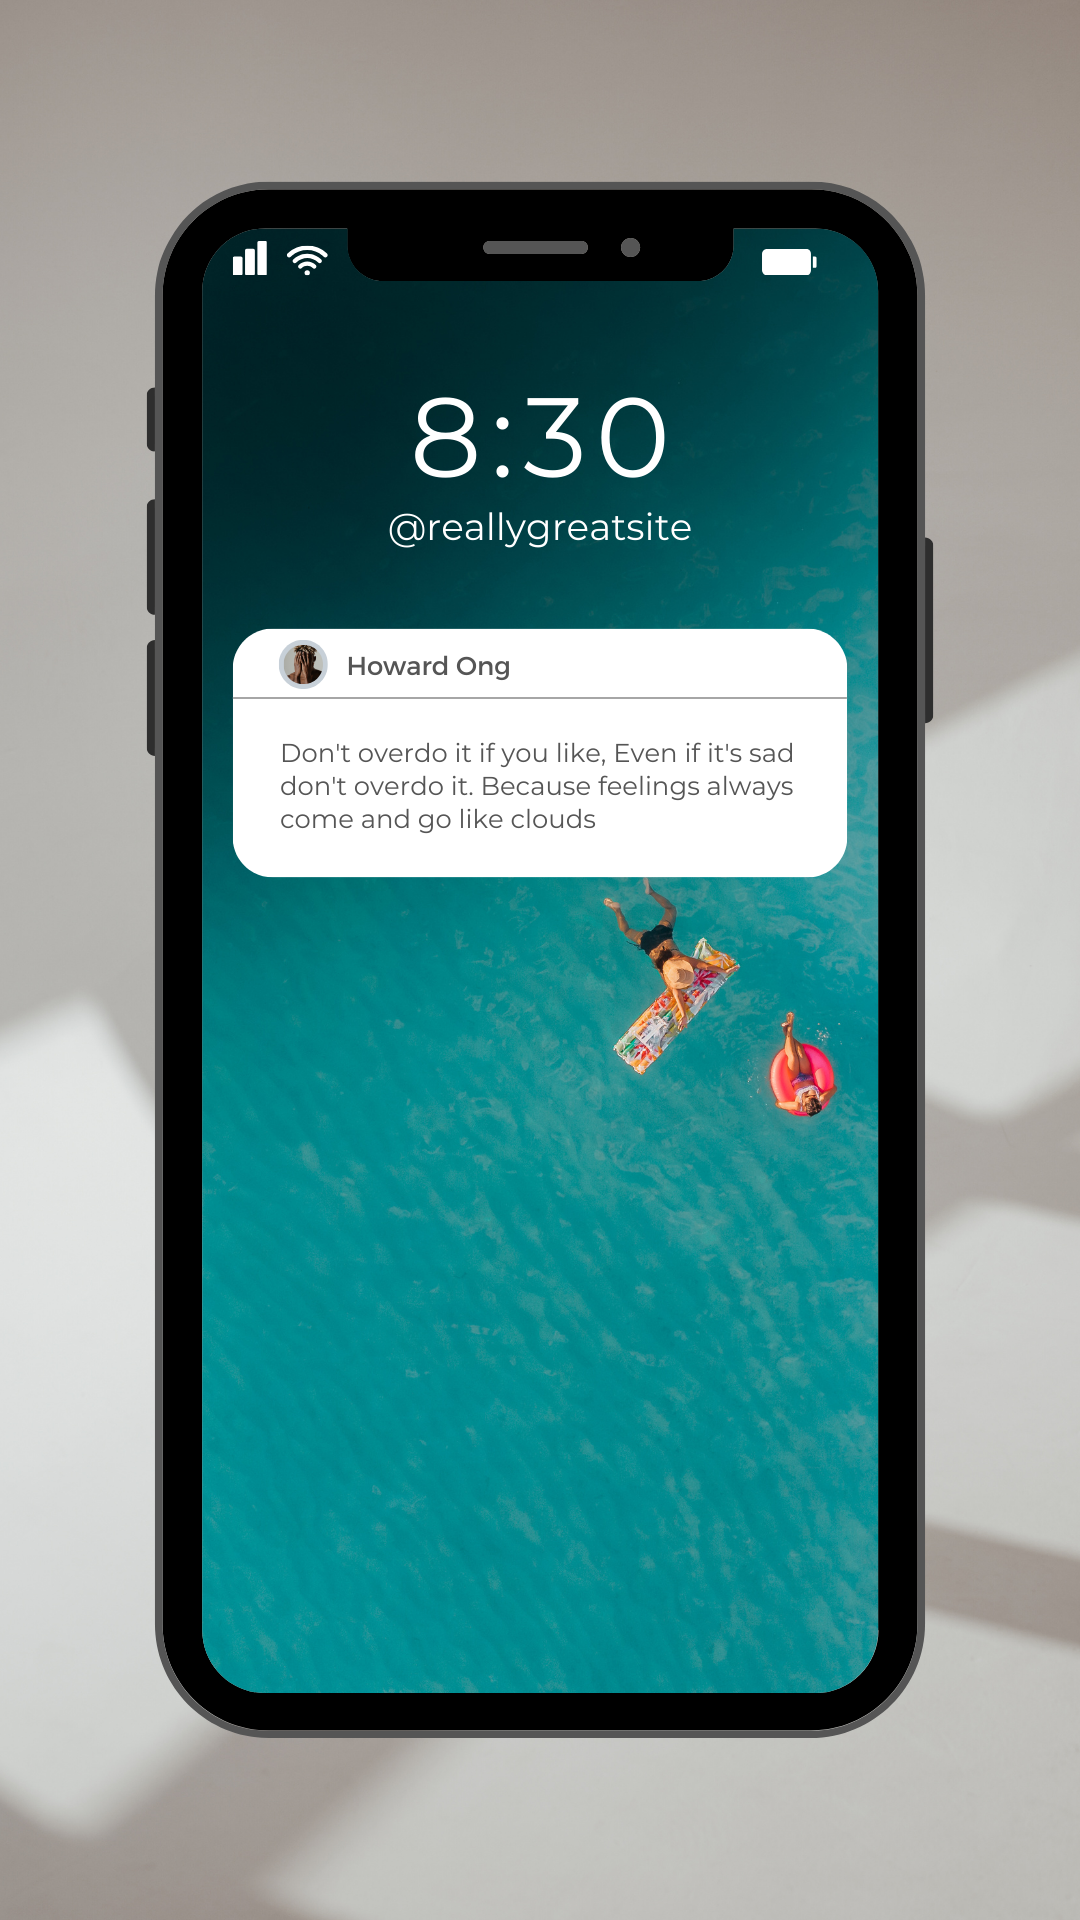 8:30
@reallygreatsite
Howard Ong
Don't overdo it if you like, Even if it's sad
don't overdo it. Because feelings always
come and go like clouds